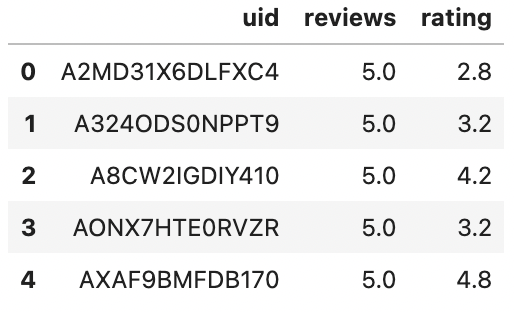 uid reviews rating
0 A2MD31X6DLFXC4 5.0 2.8
1 A324ODS0NPPT9 5.0 3.2
2 A8CW2IGDIY410 5.0 4.2
3 AONX7HTE0RVZR 5.0 3.2
4 AXAF9BMFDB170 5.0 4.8